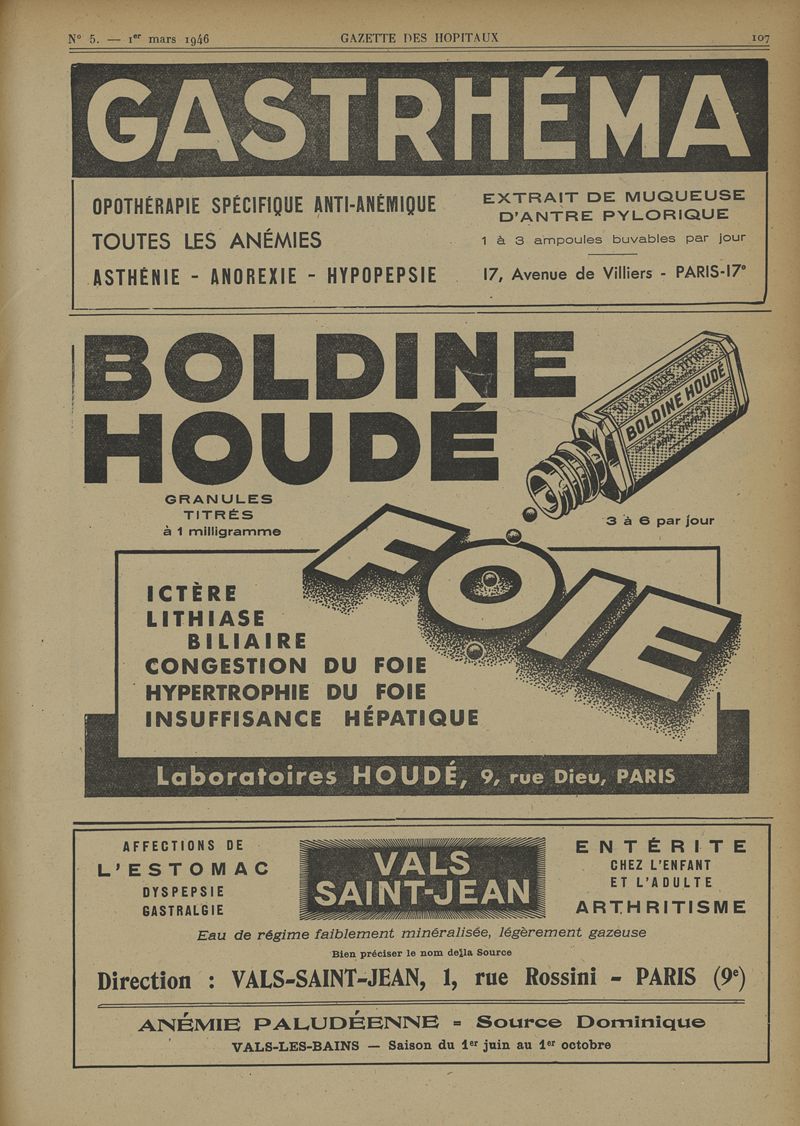 N° 5. — 1er mars 1946 GAZETTE DES HOPITAUX 107
GASTRHÉMA
OPOTHÉRAPIE SPÉCIFIQUE ANTI-ANÉMIQUE
TOUTES LES ANÉMIES
ASTHÉNIE - ANOREXIE - HYPOPEPSIE
EXTRAIT DE MUQUEUSE
D'ANTRE PYLORIQUE
1 à 3 ampoules buvables par jour
17, Avenue de Villiers - PARIS-17e
BOLDINE
HOUDÉ
BOLDINE HOUDÉ
GRANULES
TITRÉS
à 1 milligramme
3 à 6 par jour
FOIE
ICTÈRE
LITHIASE
BILIAIRE
CONGESTION DU FOIE
HYPERTROPHIE DU FOIE
INSUFFISANCE HÉPATIQUE
Laboratoires HOUDÉ, 9, rue Dieu, PARIS
AFFECTIONS DE
L'ESTOMAC
DYSPEPSIE
GASTRALGIE
VALS
SAINT-JEAN
ENTÉRITE
CHEZ L'ENFANT
ET L'ADULTE
ARTHRITISME
Eau de régime faiblement minéralisée, légèrement gazeuse
Bien préciser le nom della Source
Direction : VALS-SAINT-JEAN, 1, rue Rossini - PARIS (9e)
ANÉMIE PALUDÉENNE = Source Dominique
VALS-LES-BAINS — Saison du 1er juin au 1er octobre